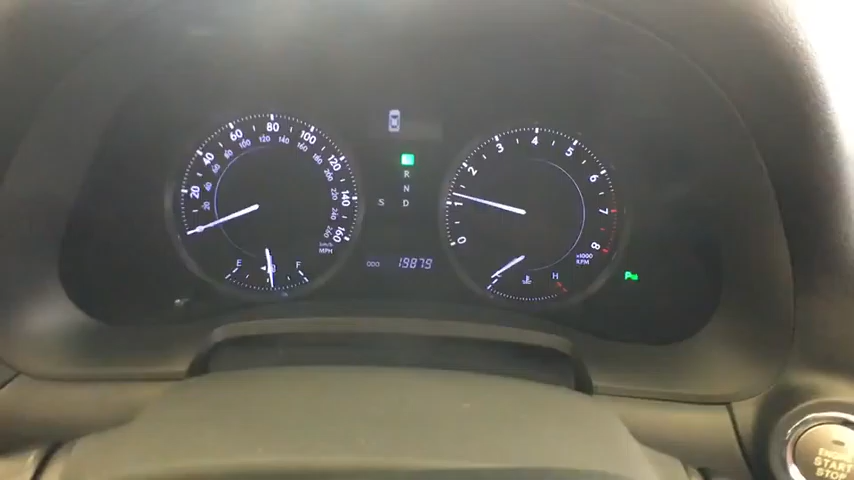 20 40 60 80 100 120 140 160
20 40 60 80 100 120 140 160 180 200 220 240 260
km/h
MPH
E F
R
N
S D
ODO 19879
0 1 2 3 4 5 6 7 8
x1000
RPM
H
P
ENGINE
START
STOP